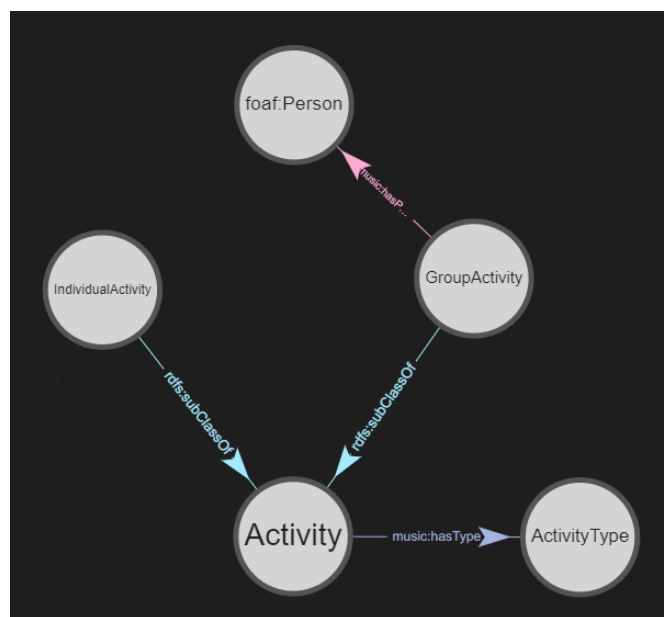 foaf:Person
music:hasP...
IndividualActivity
GroupActivity
rdfs:subClassOf
rdfs:subClassOf
Activity
music:hasType
ActivityType